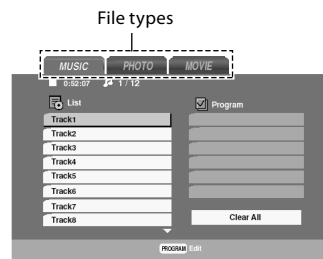 File types
MUSIC PHOTO MOVIE
0:52:07 1 / 12
List
Program
Track1
Track2
Track3
Track4
Track5
Track6
Track7
Track8
Clear All
PROGRAM Edit